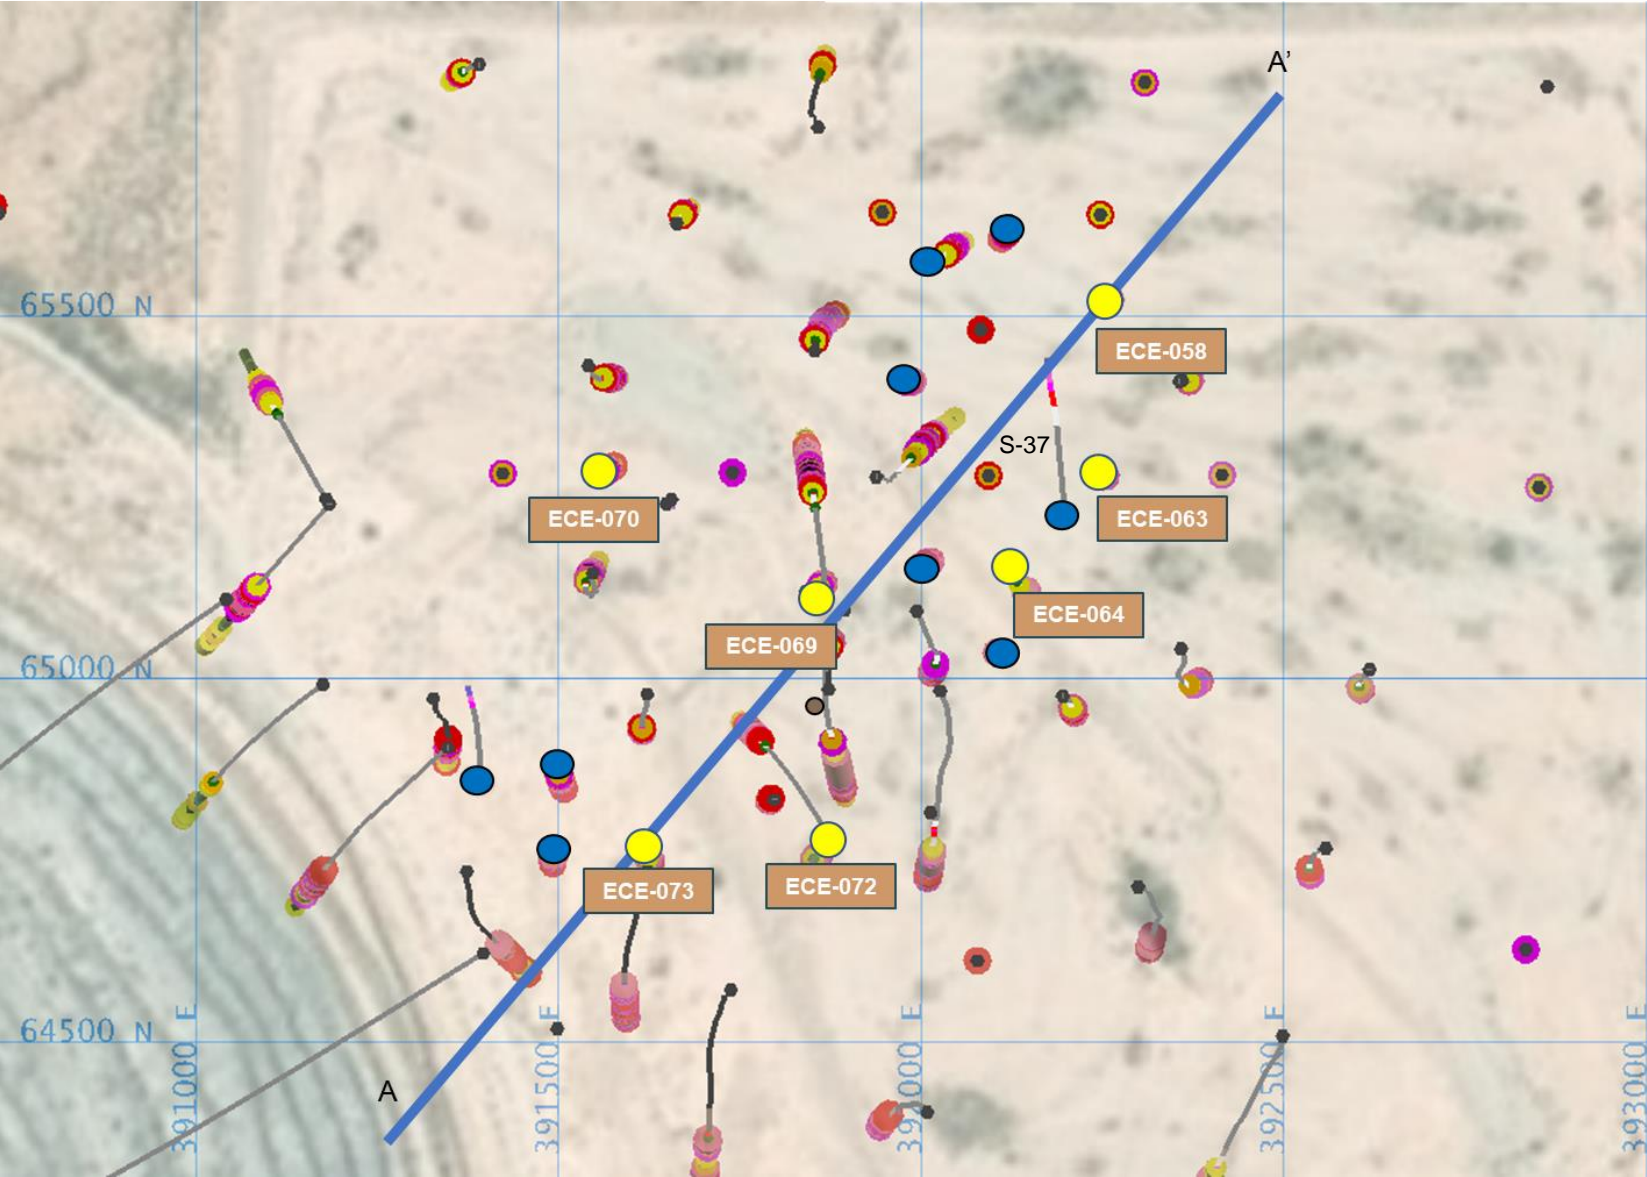 A’
65500 N
ECE-058
S-37
ECE-070
ECE-063
ECE-064
ECE-069
65000 N
ECE-073
ECE-072
64500 N
A
391000 E
391500 E
392000 E
392500 E
393000 E